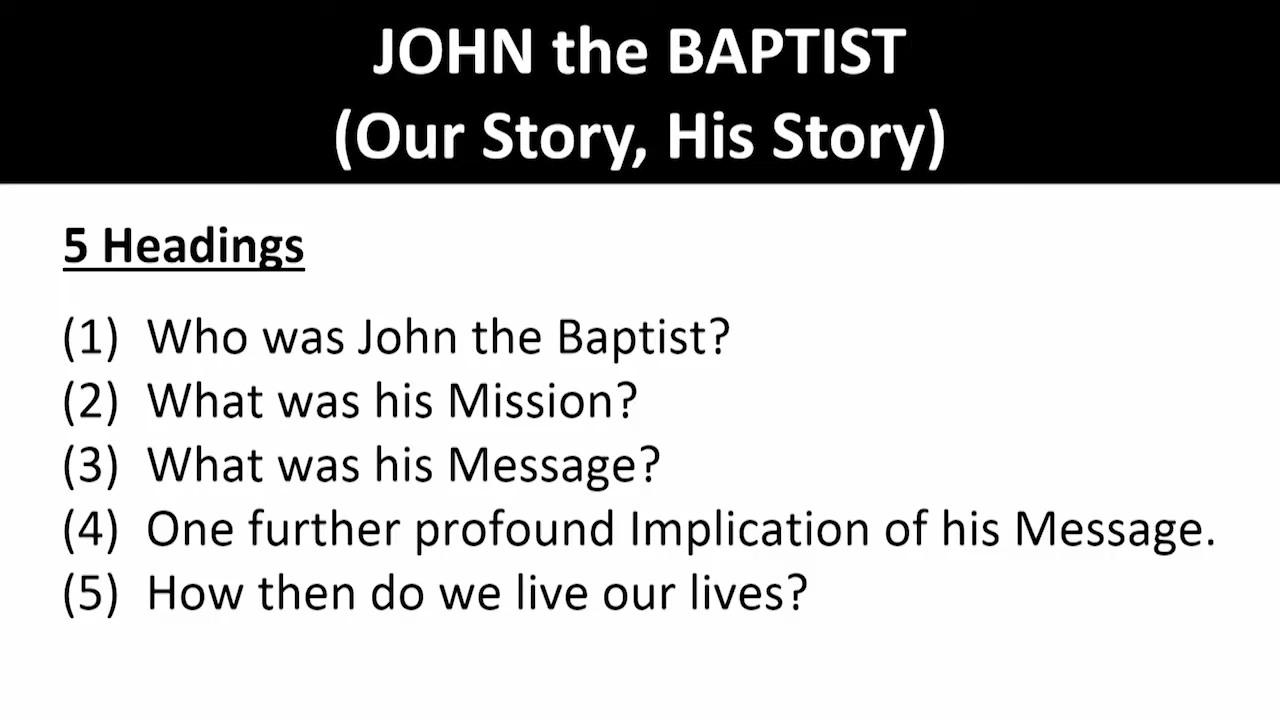 JOHN the BAPTIST
(Our Story, His Story)
5 Headings
(1) Who was John the Baptist?
(2) What was his Mission?
(3) What was his Message?
(4) One further profound Implication of his Message.
(5) How then do we live our lives?